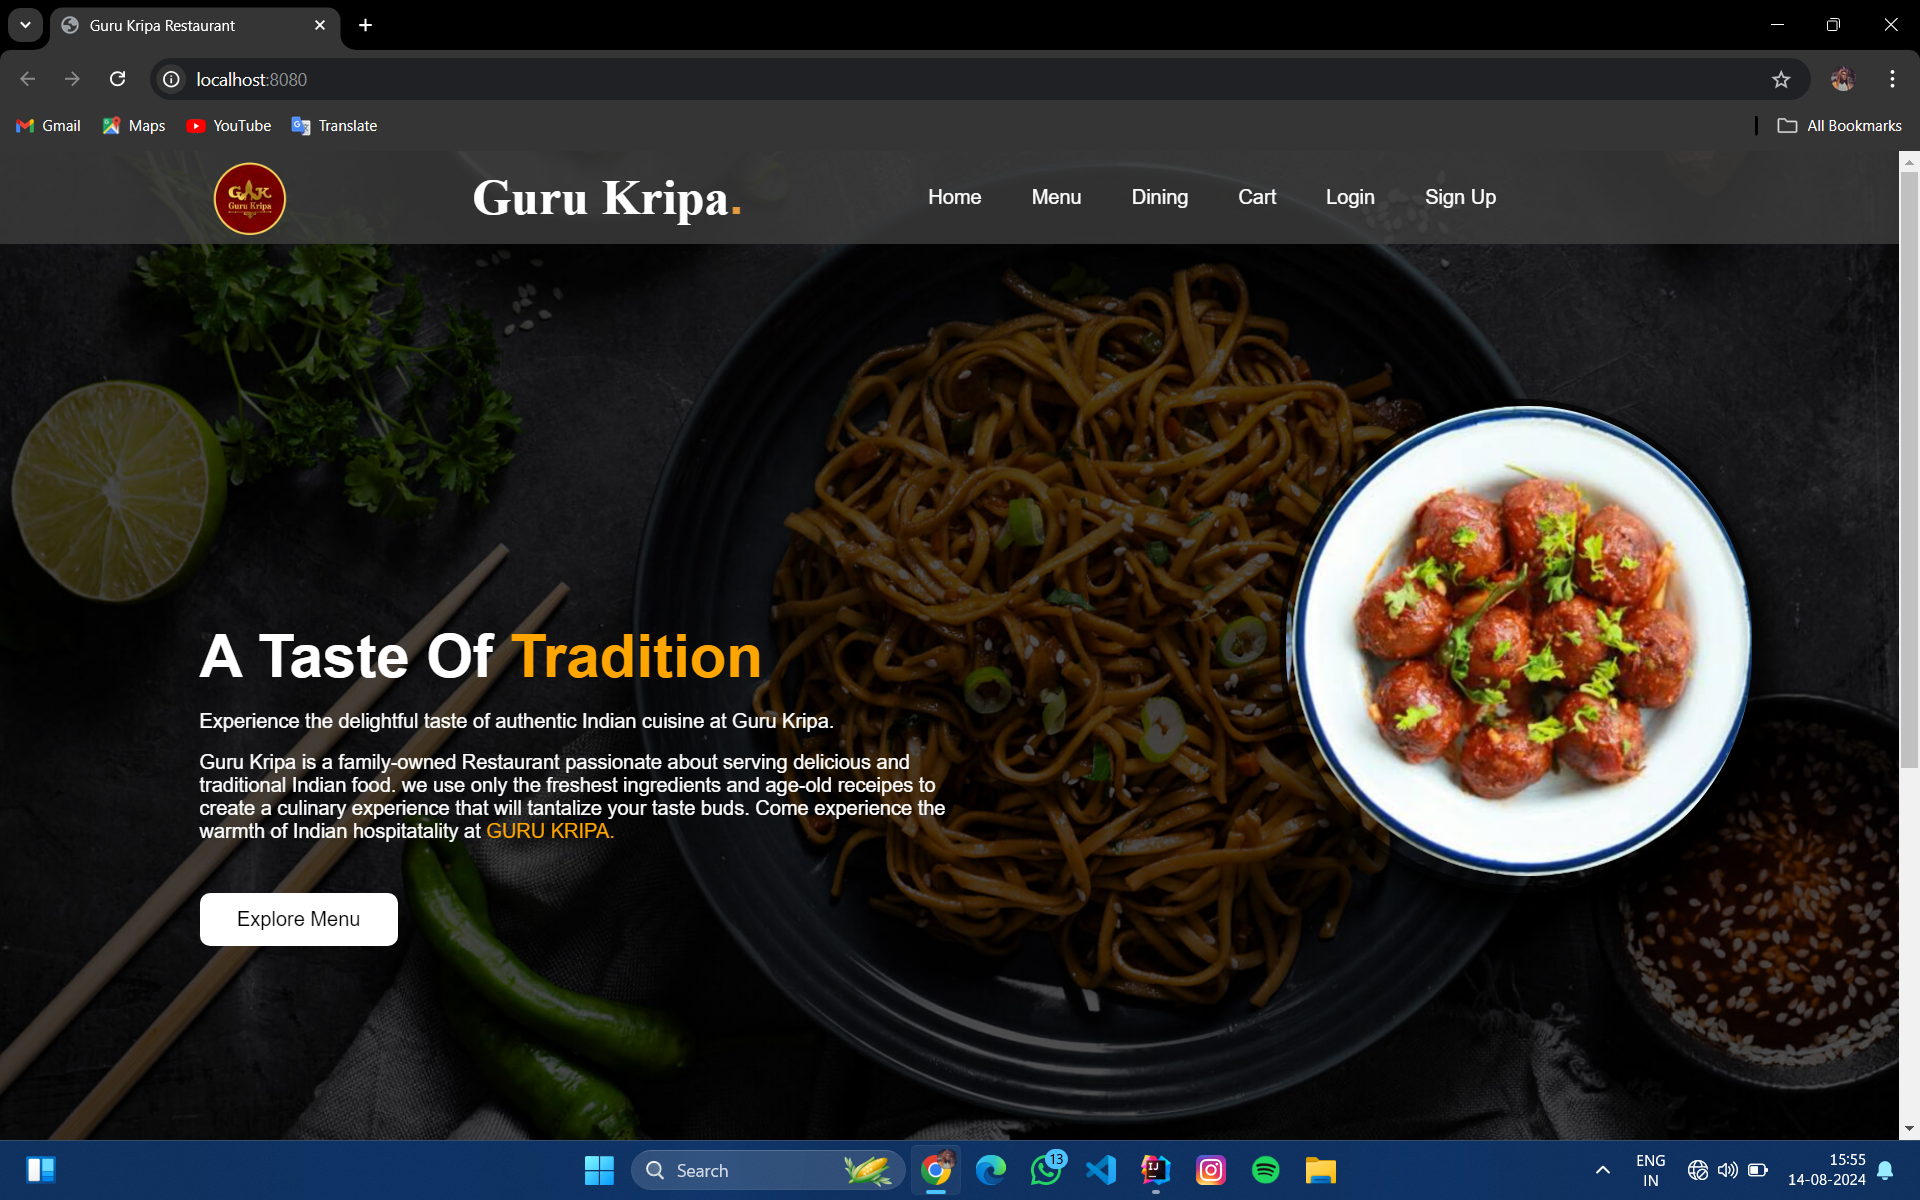 Guru Kripa Restaurant
localhost:8080
Gmail Maps YouTube Translate All Bookmarks
G K
Guru Kripa
Guru Kripa.
Home Menu Dining Cart Login Sign Up
A Taste Of Tradition
Experience the delightful taste of authentic Indian cuisine at Guru Kripa.
Guru Kripa is a family-owned Restaurant passionate about serving delicious and
traditional Indian food. we use only the freshest ingredients and age-old receipes to
create a culinary experience that will tantalize your taste buds. Come experience the
warmth of Indian hospitatality at GURU KRIPA.
Explore Menu
Search
13
IJ
ENG
IN
15:55
14-08-2024